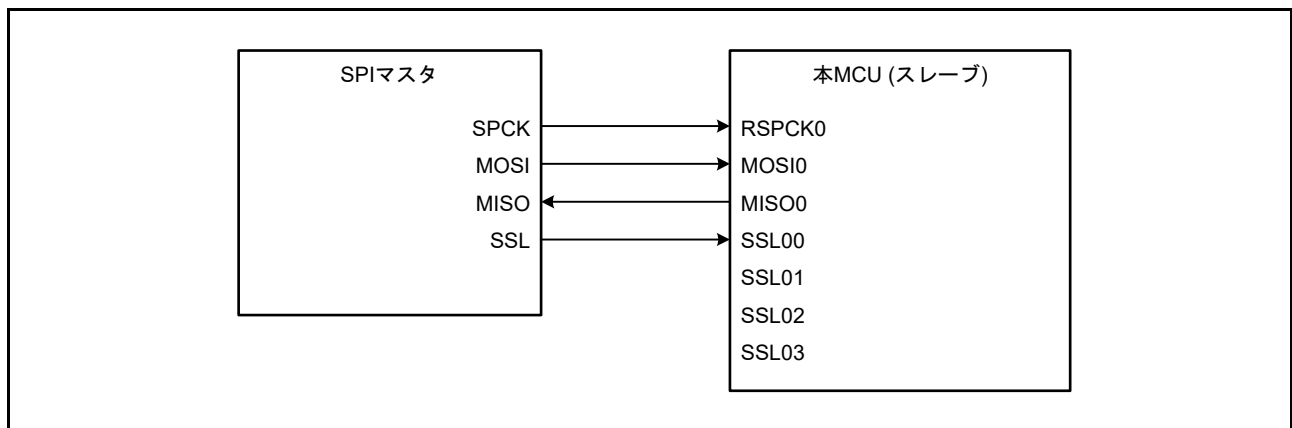 SPIマスタ
SPCK
MOSI
MISO
SSL
本MCU (スレーブ)
RSPCK0
MOSI0
MISO0
SSL00
SSL01
SSL02
SSL03